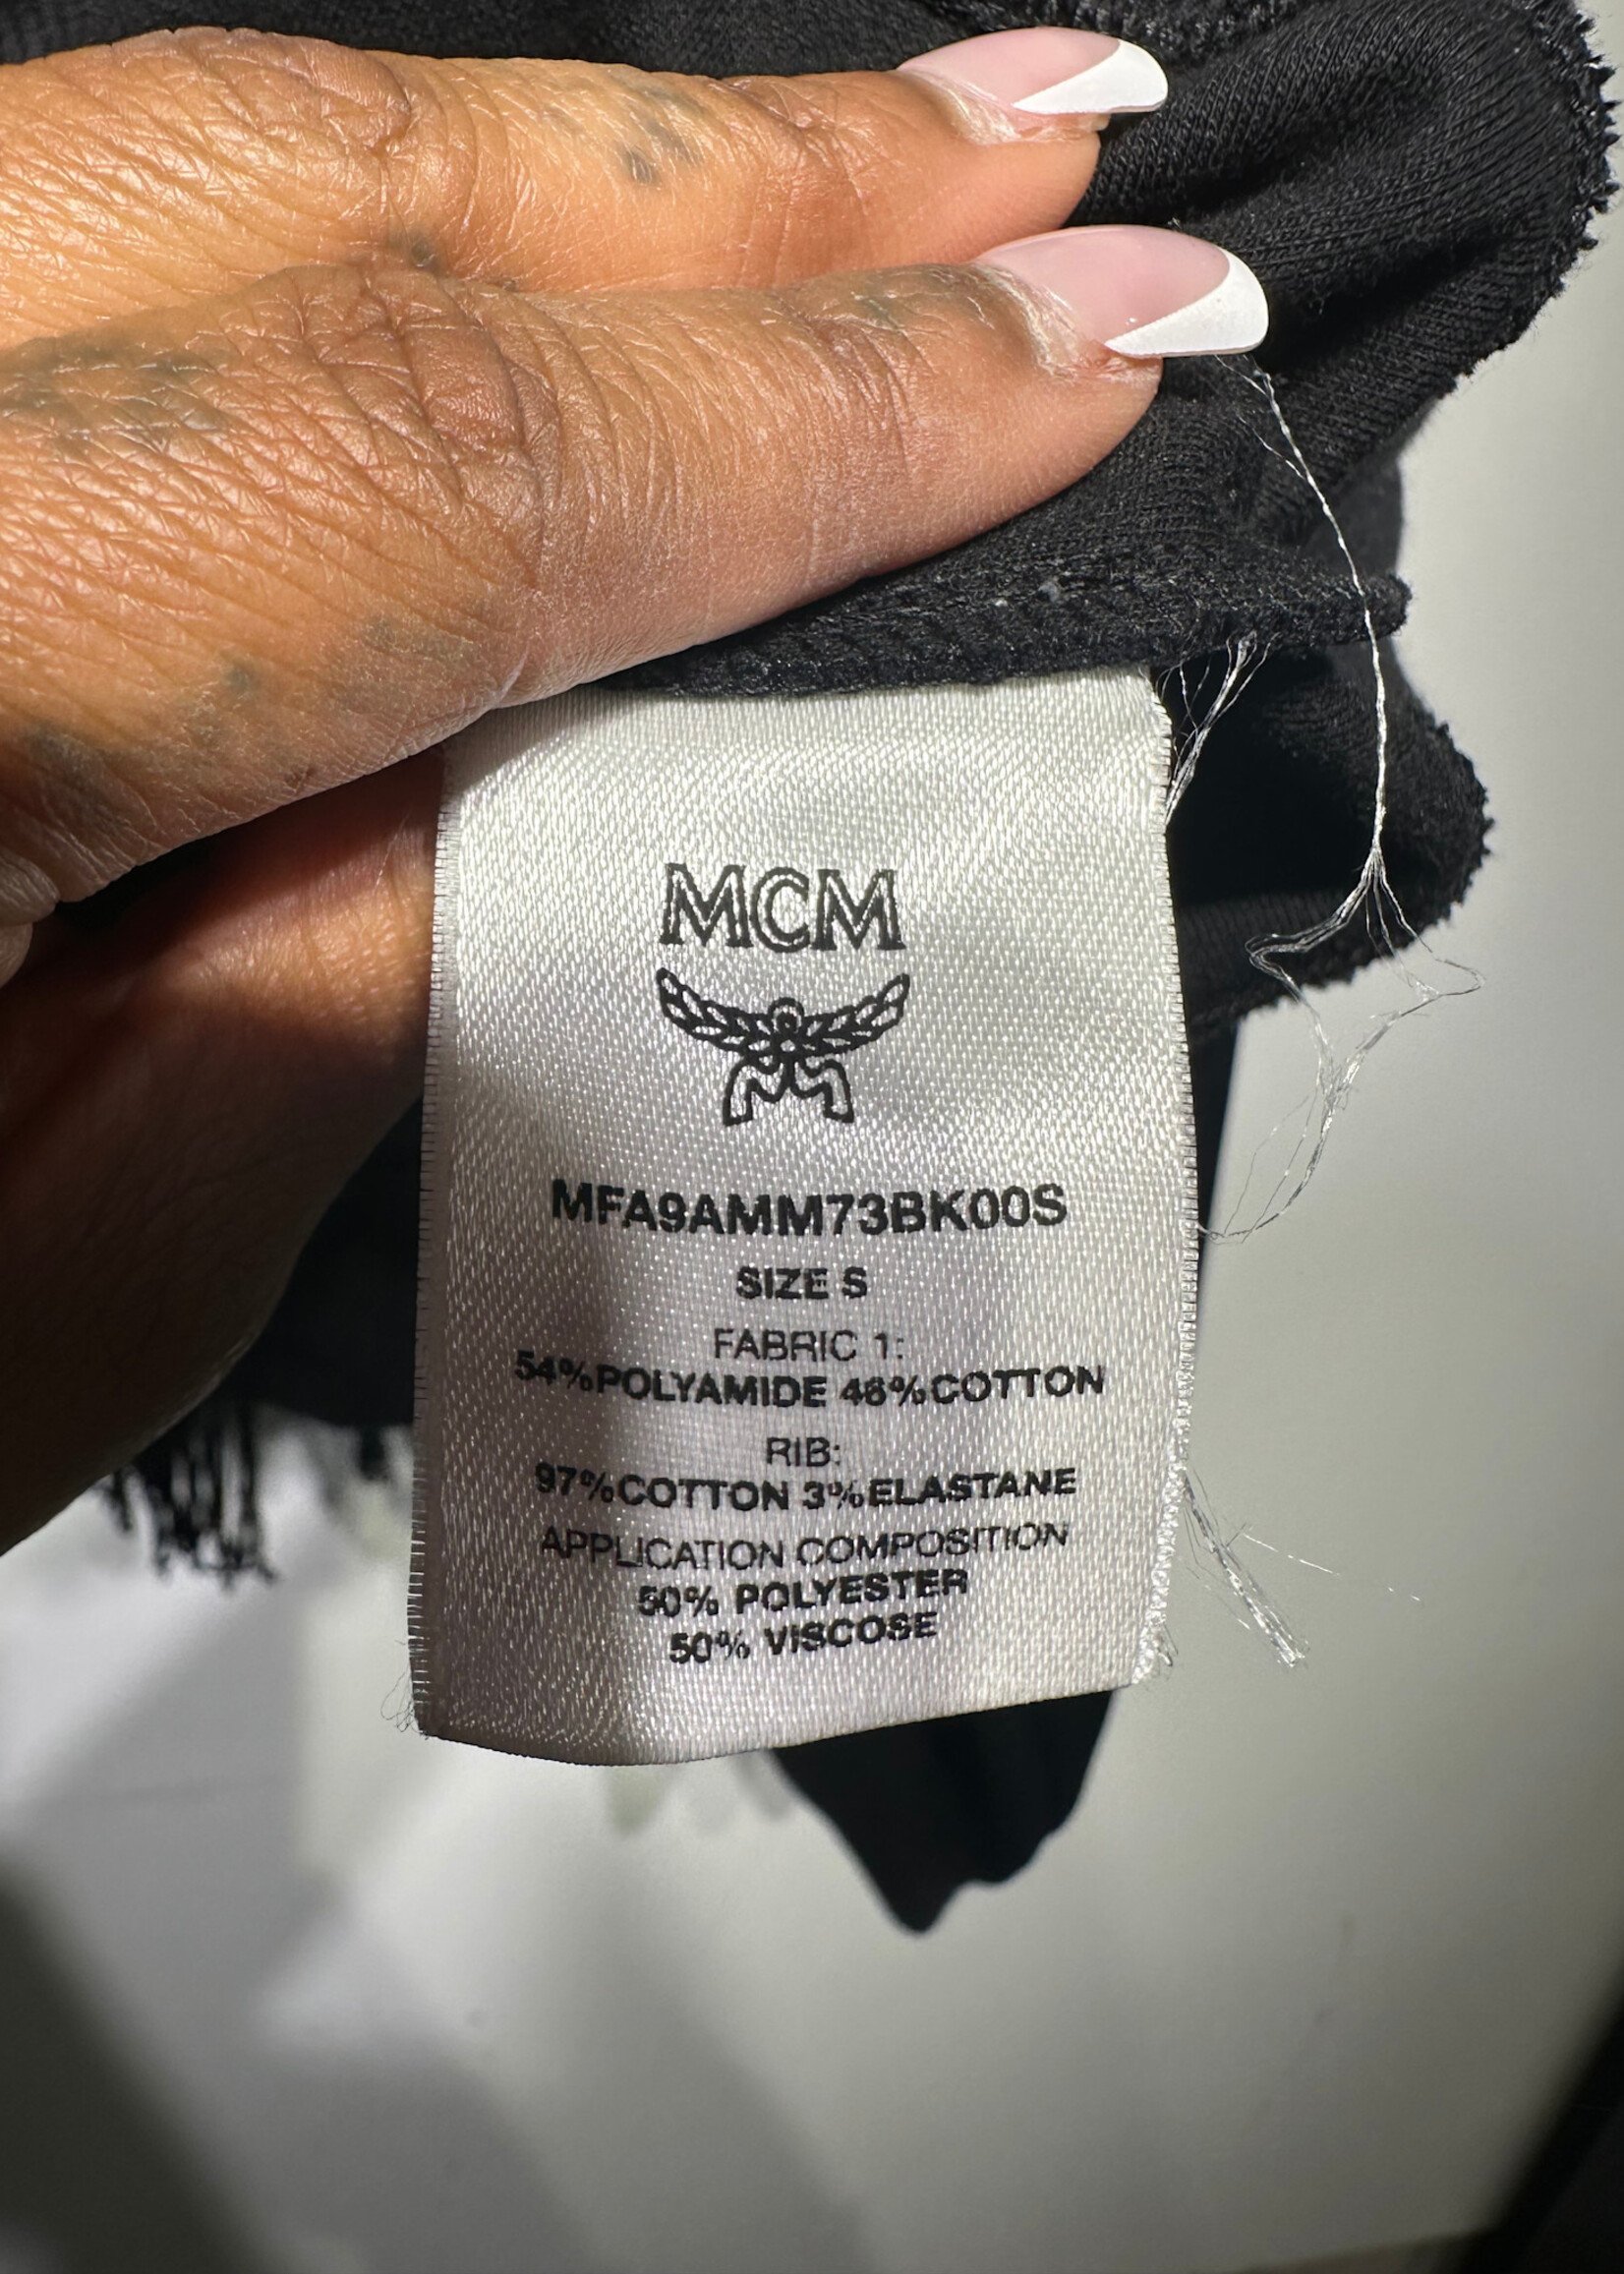 MCM
MFA9AMM73BK00S
SIZE S
FABRIC 1:
54%POLYAMIDE 46%COTTON
RIB:
97%COTTON 3%ELASTANE
APPLICATION COMPOSITION
50% POLYESTER
50% VISCOSE